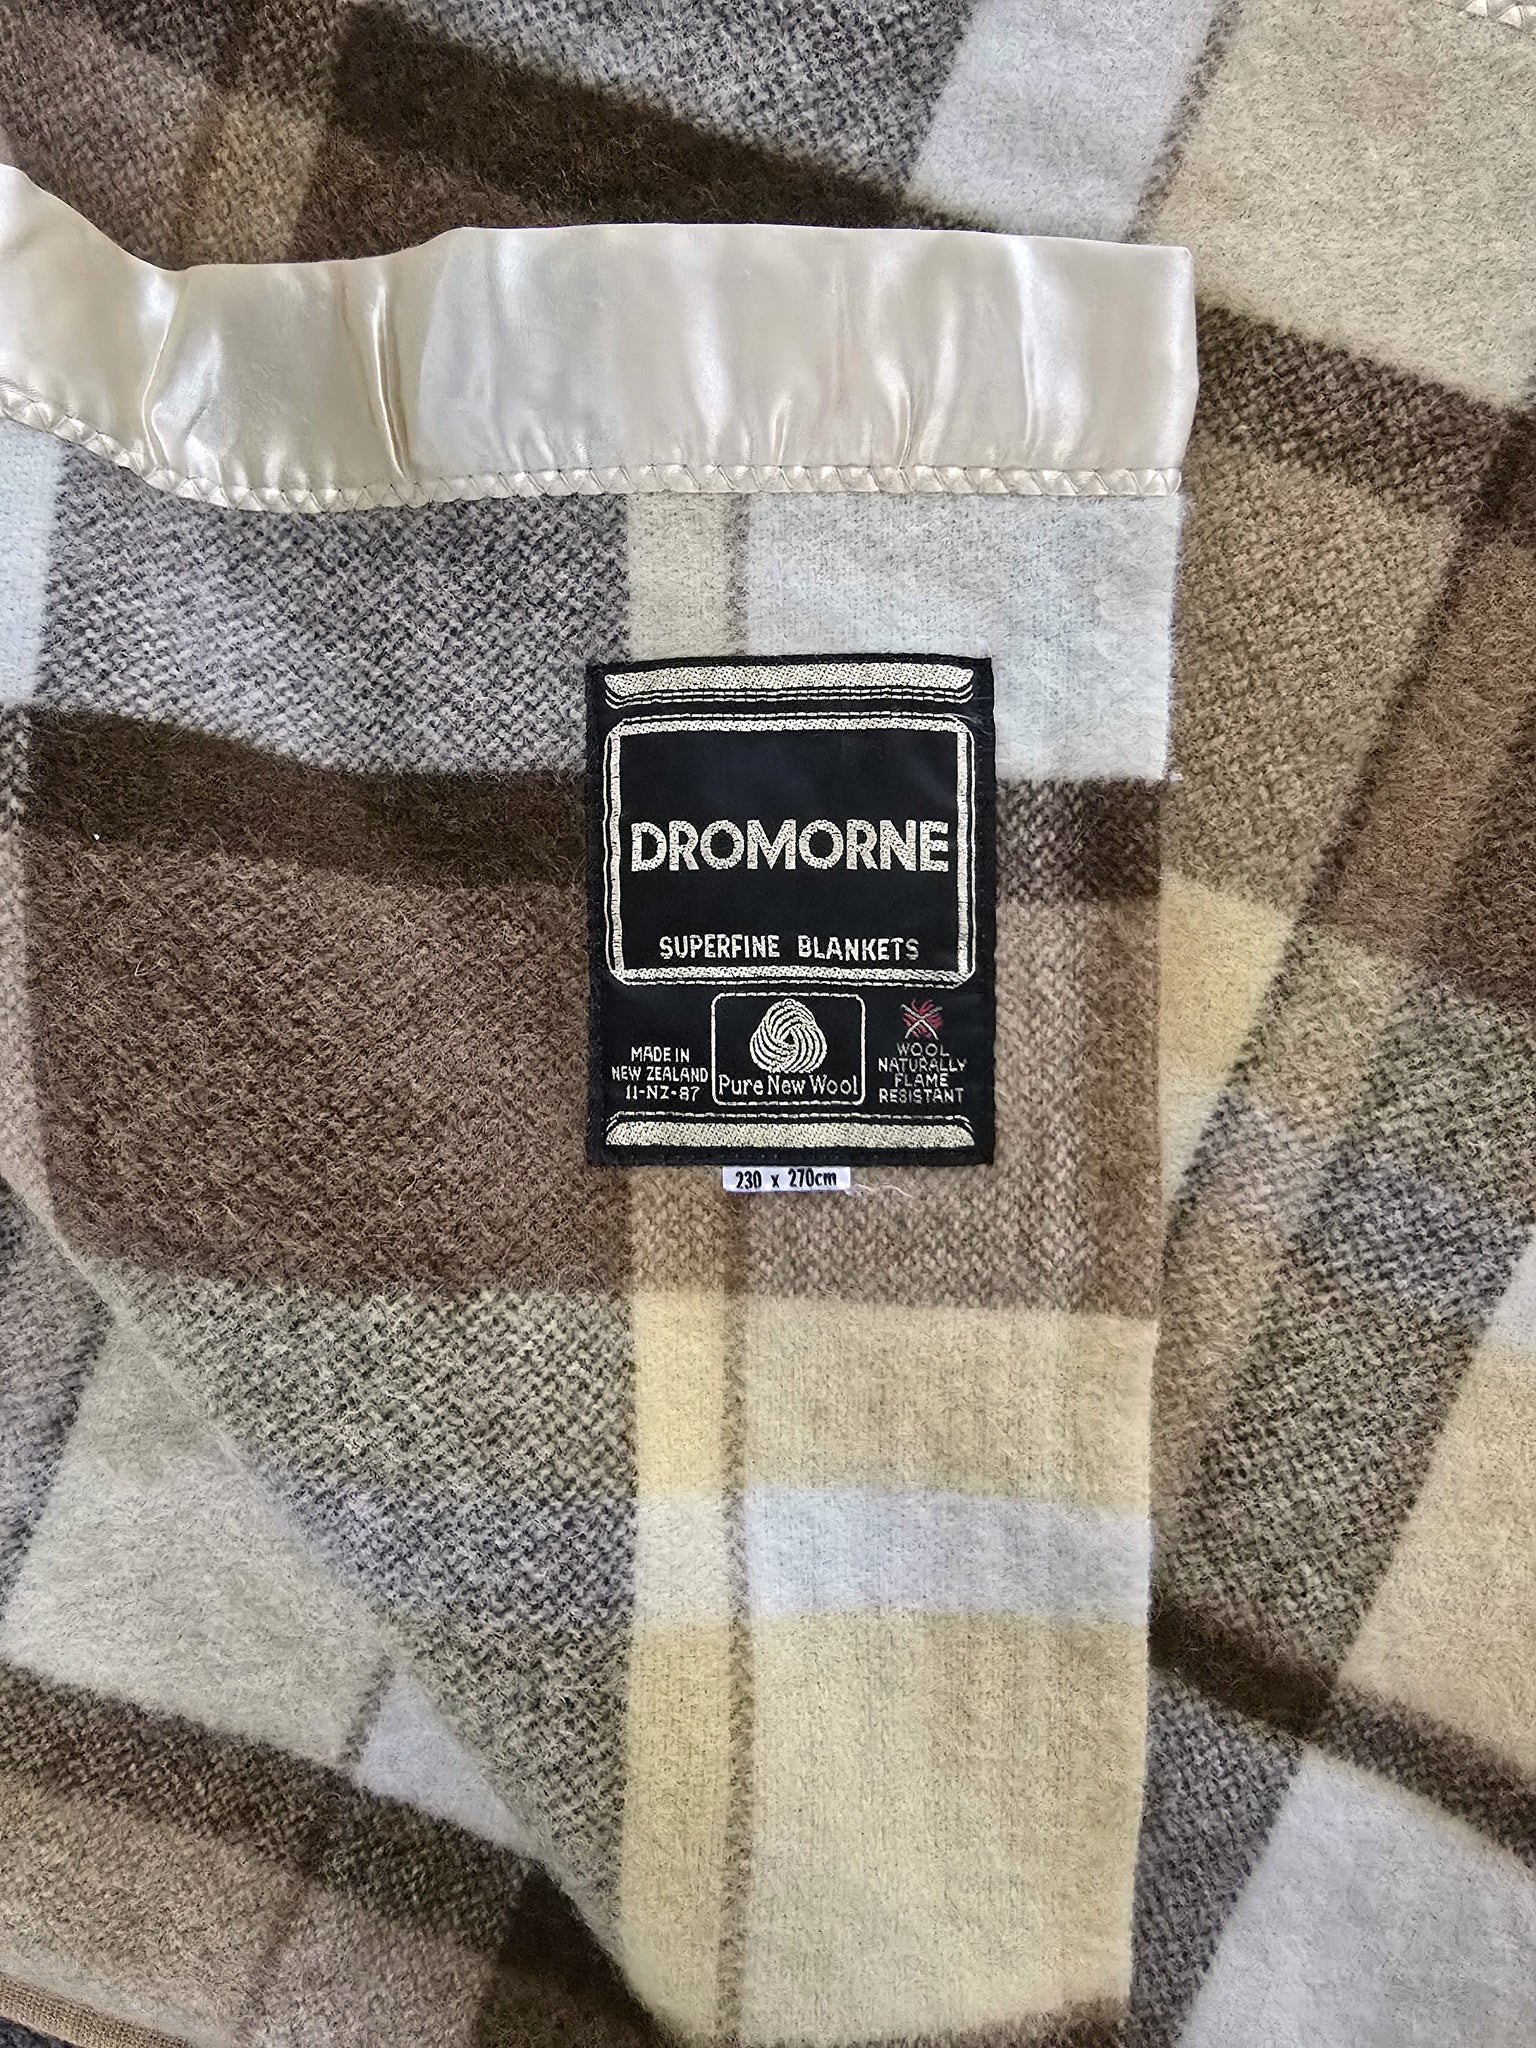 DROMORNE
SUPERFINE BLANKETS
MADE IN
NEW ZEALAND
11-NZ-87
Pure New Wool
WOOL
NATURALLY
FLAME
RESISTANT
230 x 270cm